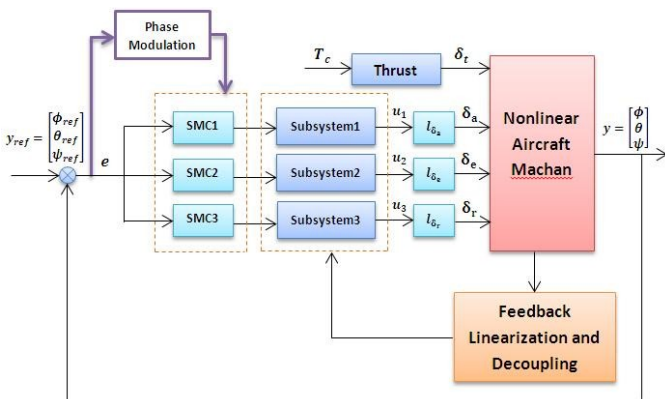 Phase
Modulation
T_c
Thrust
δ_t
y_ref = [ϕ_ref
θ_ref
ψ_ref]
e
SMC1
SMC2
SMC3
Subsystem1
Subsystem2
Subsystem3
u_1
u_2
u_3
l_δa
l_δe
l_δr
δ_a
δ_e
δ_r
Nonlinear
Aircraft
Machan
y = [ϕ
θ
ψ]
Feedback
Linearization and
Decoupling